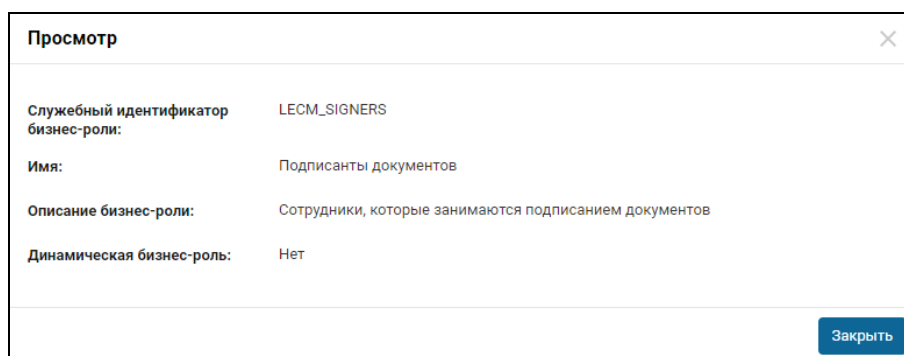 Просмотр
Служебный идентификатор
бизнес-роли:
LECM_SIGNERS
Имя:
Подписанты документов
Описание бизнес-роли:
Сотрудники, которые занимаются подписанием документов
Динамическая бизнес-роль:
Нет
Закрыть